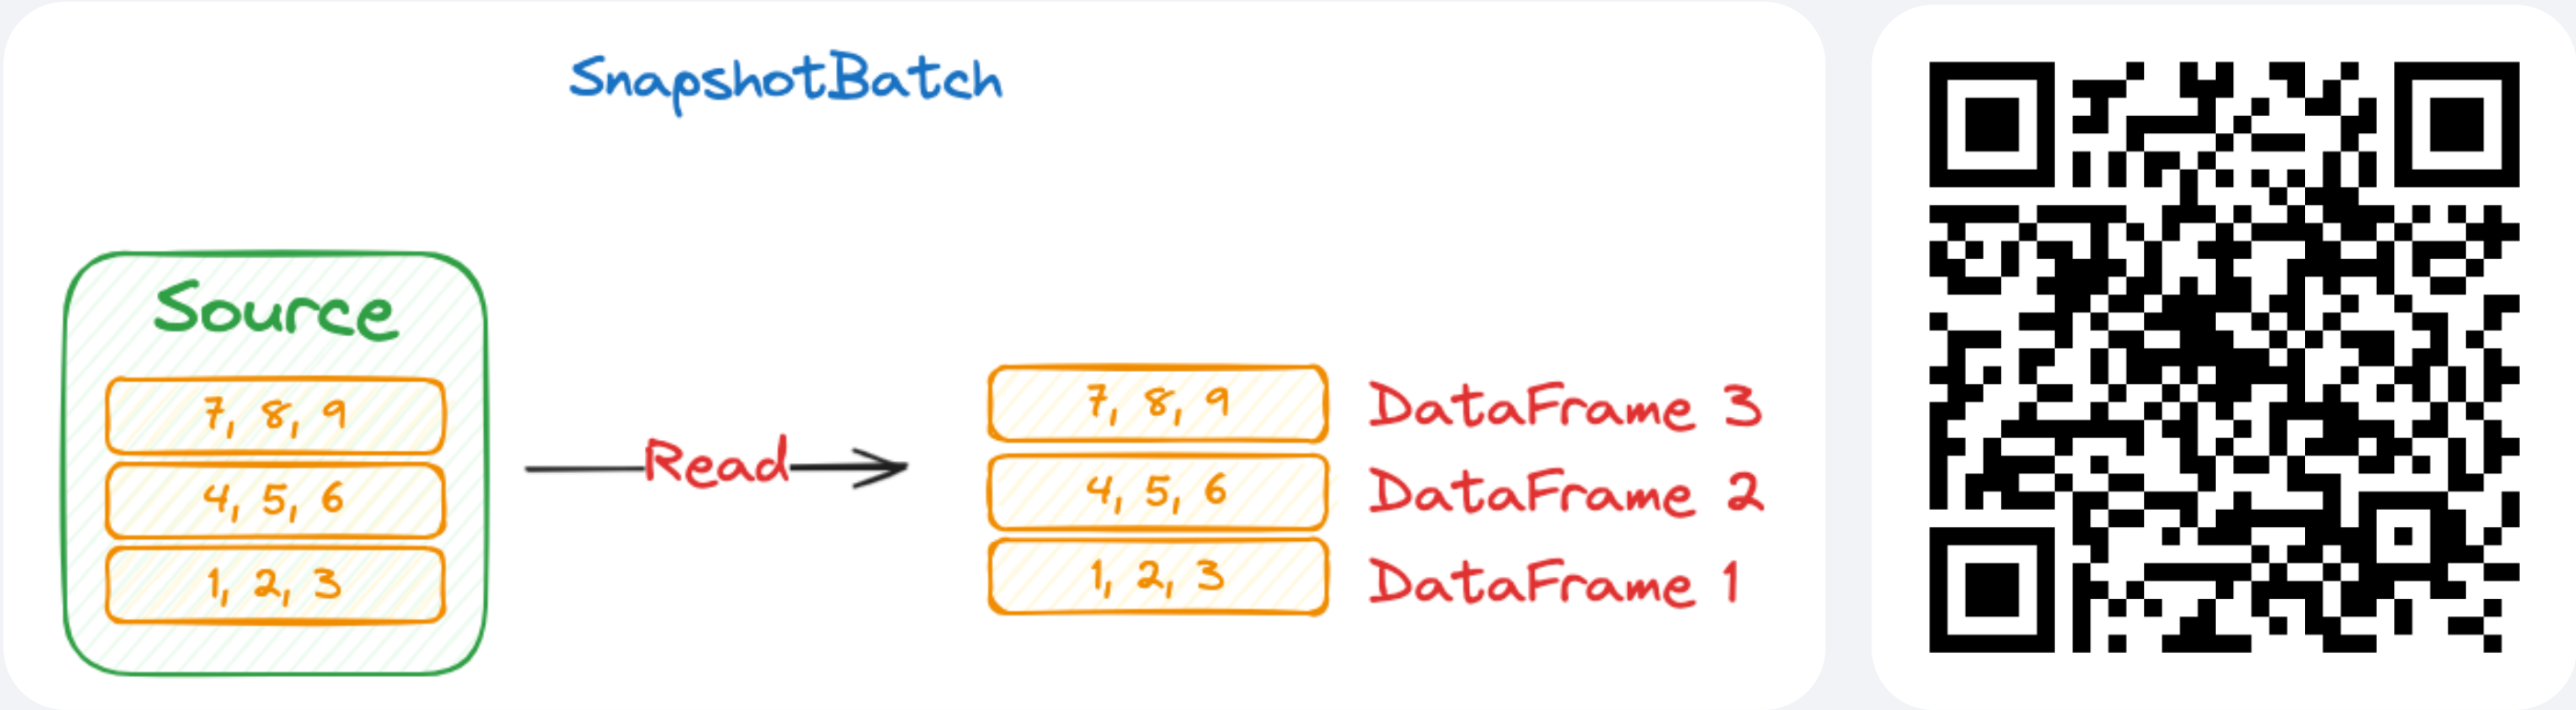 SnapshotBatch
Source
7, 8, 9
4, 5, 6
1, 2, 3
Read
7, 8, 9 DataFrame 3
4, 5, 6 DataFrame 2
1, 2, 3 DataFrame 1